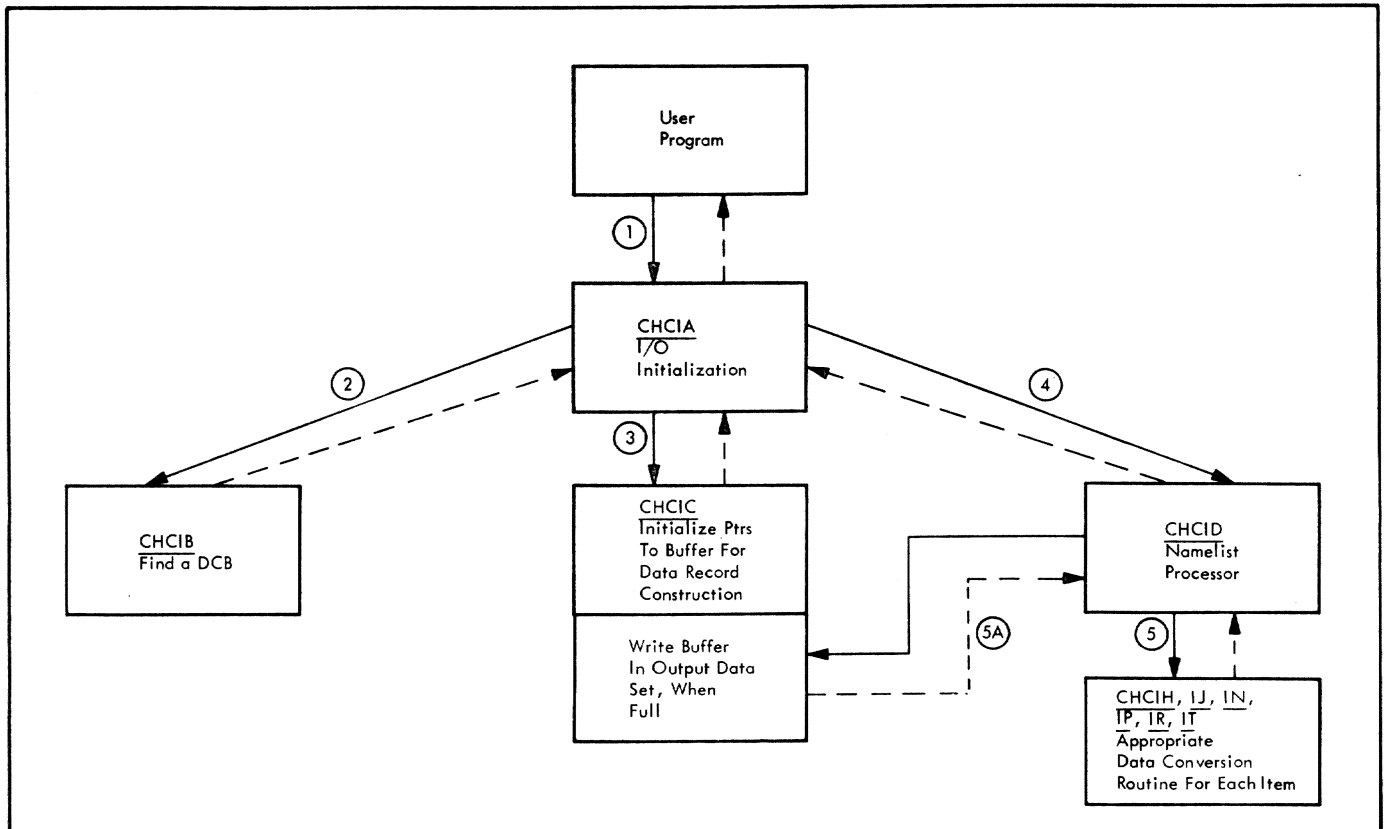 User
Program
1
CHCIA
I/O
Initialization
2
4
3
CHCIB
Find a DCB
CHCIC
Initialize Ptrs
To Buffer For
Data Record
Construction
CHCID
Namelist
Processor
Write Buffer
In Output Data
Set, When
Full
5A
5
CHCIH, IJ, IN,
IP, IR, IT
Appropriate
Data Conversion
Routine For Each Item